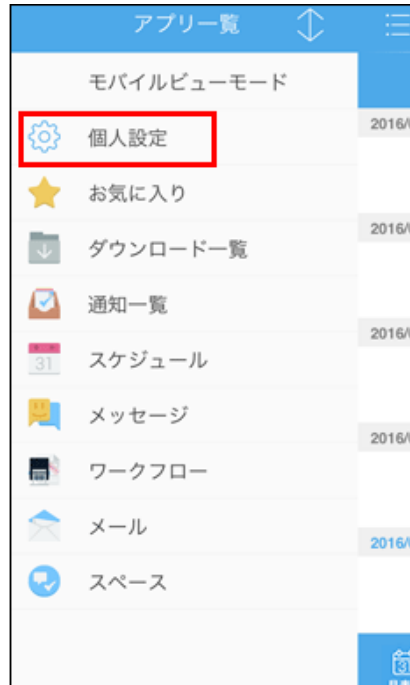 アプリ一覧
モバイルビューモード
個人設定
お気に入り
ダウンロード一覧
通知一覧
31
スケジュール
メッセージ
ワークフロー
メール
スペース
2016/
2016/
2016/
2016/
2016/